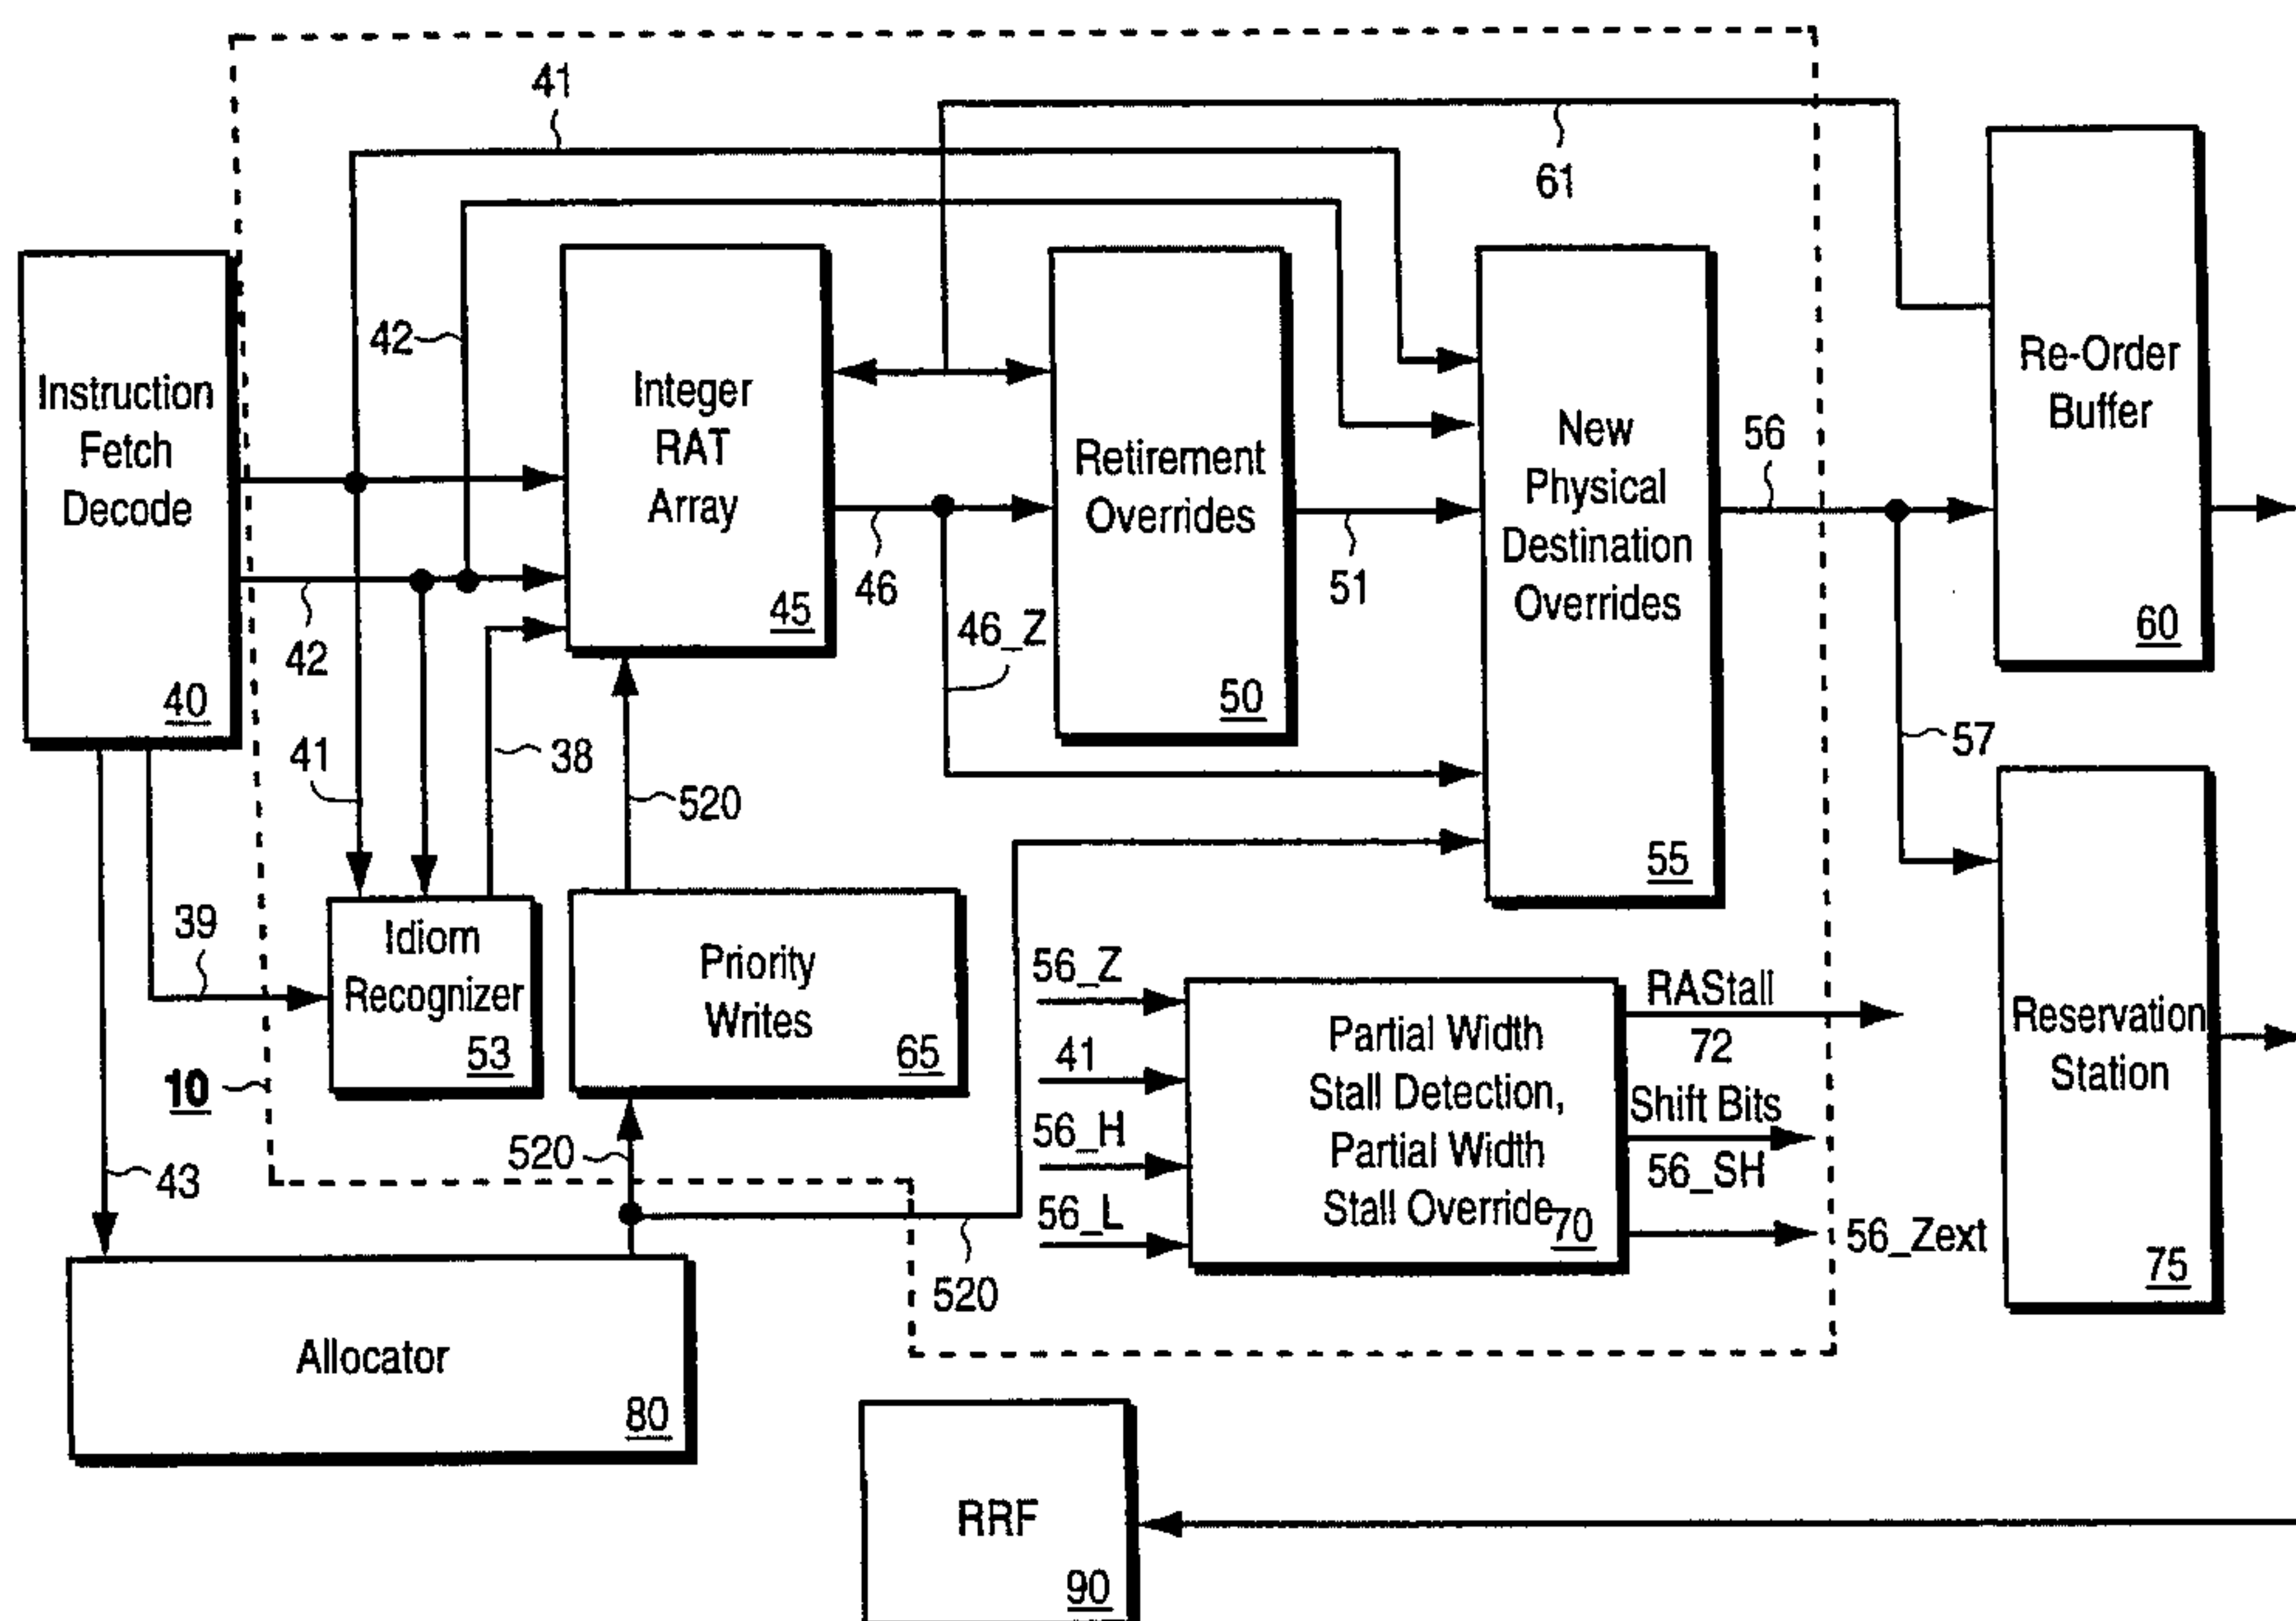 41
61
42
Instruction
Fetch
Decode
40
42
Integer
RAT
Array
45
46
46_Z
Retirement
Overrides
50
51
New
Physical
Destination
Overrides
55
56
Re-Order
Buffer
60
57
41
38
520
39
Idiom
Recognizer
53
10
Priority
Writes
65
520
43
520
56_Z
41
56_H
56_L
Partial Width
Stall Detection,
Partial Width
Stall Override
70
RAStall
72
Shift Bits
56_SH
56_Zext
Reservation
Station
75
Allocator
80
RRF
90